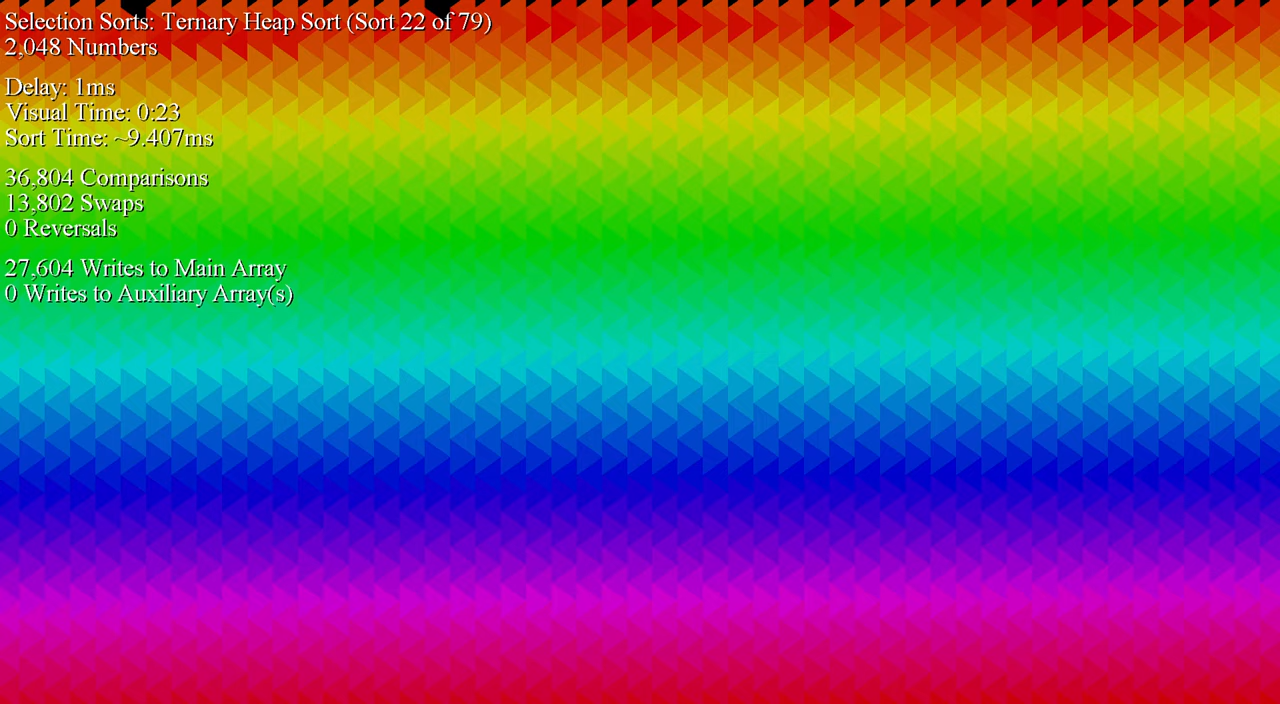 Selection Sorts: Ternary Heap Sort (Sort 22 of 79)
2,048 Numbers
Delay: 1ms
Visual Time: 0:23
Sort Time: ~9.407ms
36,804 Comparisons
13,802 Swaps
0 Reversals
27,604 Writes to Main Array
0 Writes to Auxiliary Array(s)